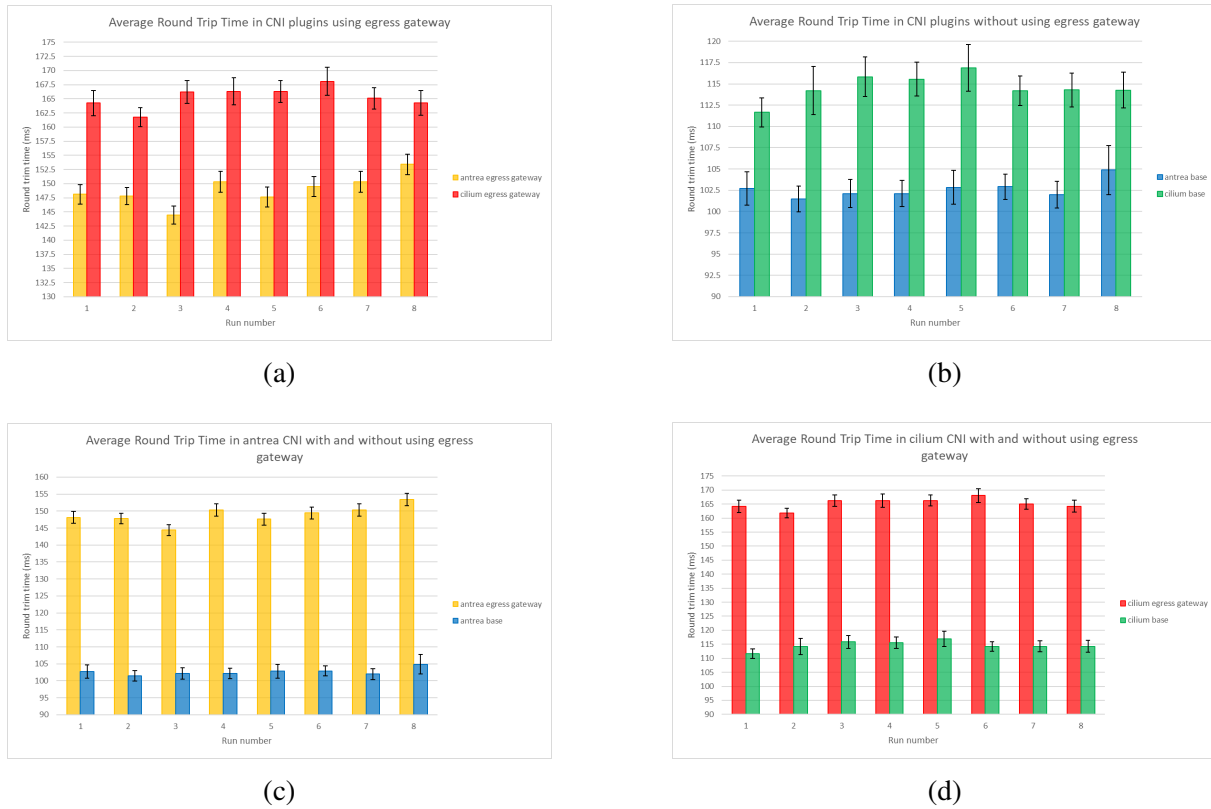 Average Round Trip Time in CNI plugins using egress gateway
175
172.5
170
167.5
165
162.5
160
157.5
155
152.5
150
147.5
145
142.5
140
137.5
135
132.5
130
Round trim time (ms)
1 2 3 4 5 6 7 8
Run number
antrea egress gateway
cilium egress gateway
(a)
Average Round Trip Time in CNI plugins without using egress gateway
120
117.5
115
112.5
110
107.5
105
102.5
100
97.5
95
92.5
90
Round trim time (ms)
1 2 3 4 5 6 7 8
Run number
antrea base
cilium base
(b)
Average Round Trip Time in antrea CNI with and without using egress
gateway
160
155
150
145
140
135
130
125
120
115
110
105
100
95
90
Round trim time (ms)
1 2 3 4 5 6 7 8
Run number
antrea egress gateway
antrea base
(c)
Average Round Trip Time in cilium CNI with and without using egress
gateway
175
170
165
160
155
150
145
140
135
130
125
120
115
110
105
100
95
90
Round trim time (ms)
1 2 3 4 5 6 7 8
Run number
cilium egress gateway
cilium base
(d)